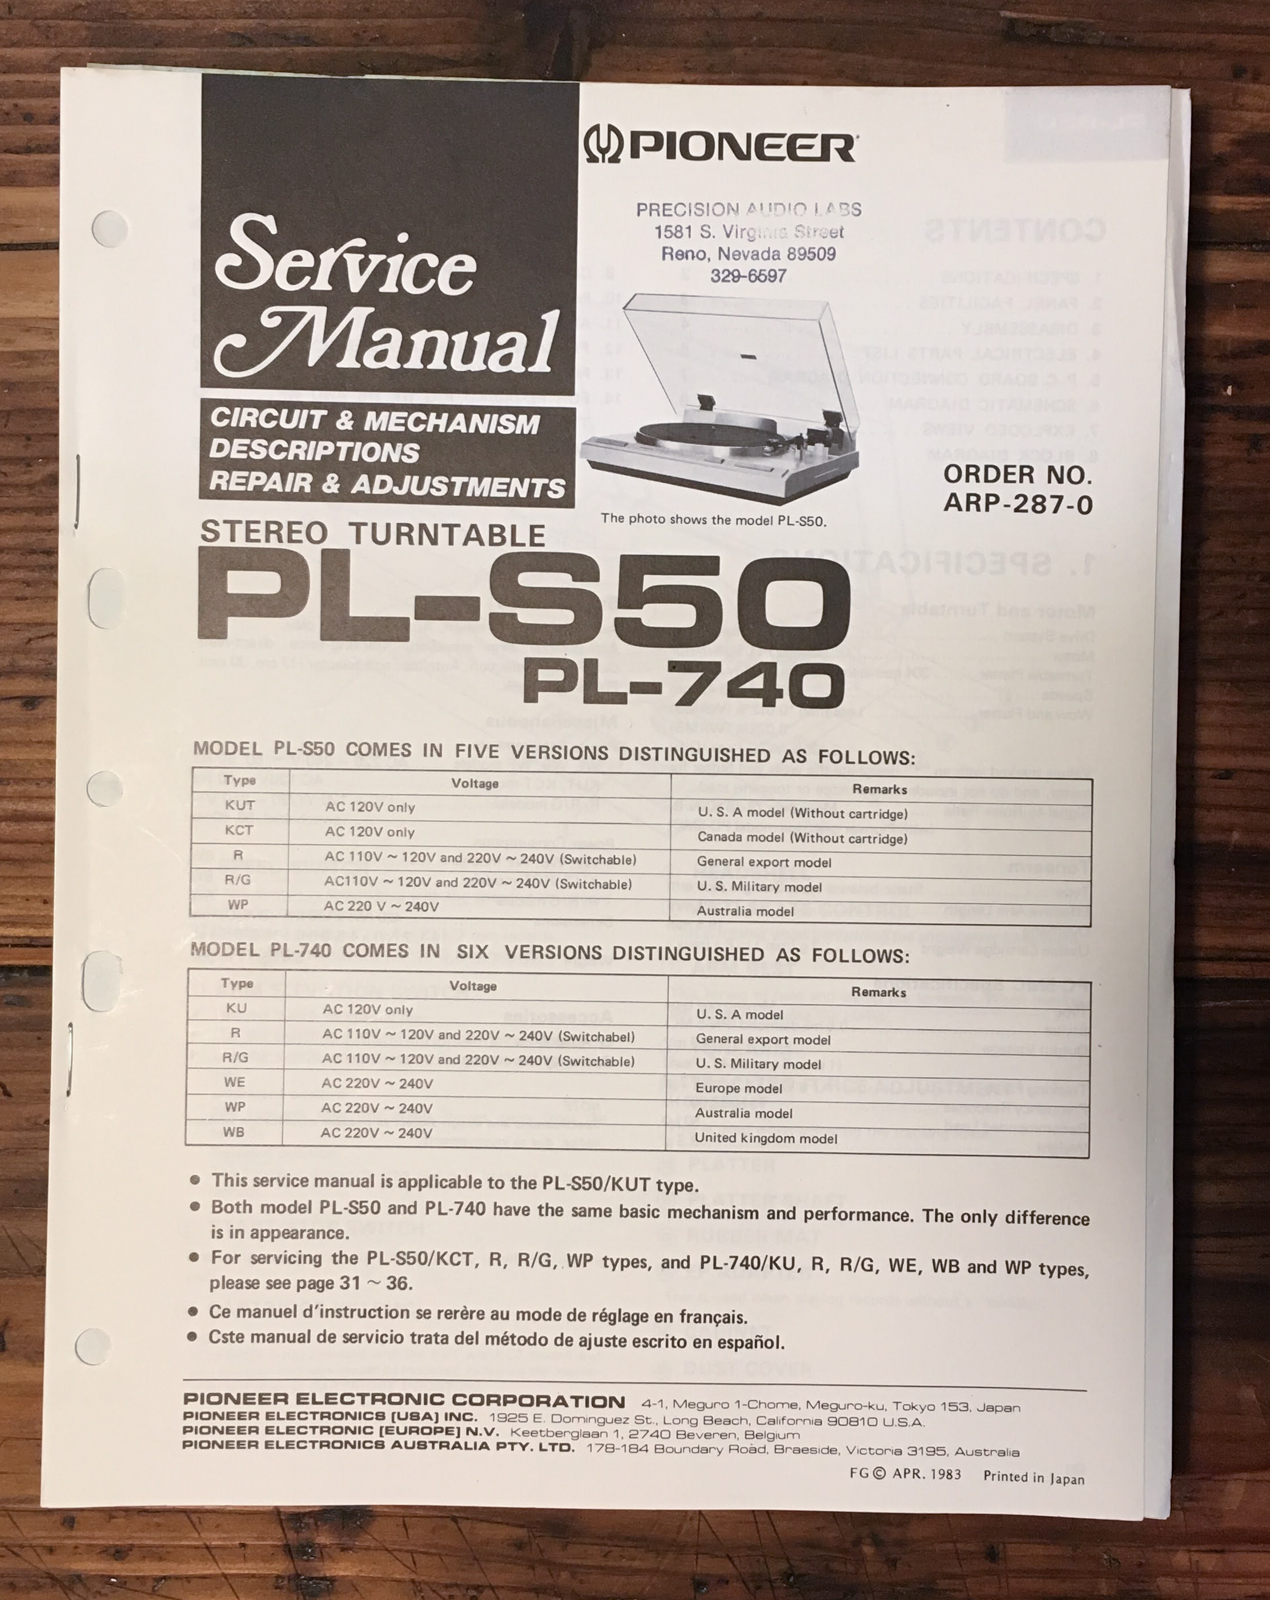 Service
Manual
CIRCUIT & MECHANISM
DESCRIPTIONS
REPAIR & ADJUSTMENTS
PIONEER
PRECISION AUDIO LABS
1581 S. Virginia Street
Reno, Nevada 89509
329-6597
The photo shows the model PL-S50.
ORDER NO.
ARP-287-0
STEREO TURNTABLE
PL-S50
PL-740
MODEL PL-S50 COMES IN FIVE VERSIONS DISTINGUISHED AS FOLLOWS:
Type Voltage Remarks
KUT AC 120V only U. S. A model (Without cartridge)
KCT AC 120V only Canada model (Without cartridge)
R AC 110V ~ 120V and 220V ~ 240V (Switchable) General export model
R/G AC110V ~ 120V and 220V ~ 240V (Switchable) U. S. Military model
WP AC 220 V ~ 240V Australia model
MODEL PL-740 COMES IN SIX VERSIONS DISTINGUISHED AS FOLLOWS:
Type Voltage Remarks
KU AC 120V only U. S. A model
R AC 110V ~ 120V and 220V ~ 240V (Switchabel) General export model
R/G AC 110V ~ 120V and 220V ~ 240V (Switchable) U. S. Military model
WE AC 220V ~ 240V Europe model
WP AC 220V ~ 240V Australia model
WB AC 220V ~ 240V United kingdom model
● This service manual is applicable to the PL-S50/KUT type.
● Both model PL-S50 and PL-740 have the same basic mechanism and performance. The only difference
is in appearance.
● For servicing the PL-S50/KCT, R, R/G, WP types, and PL-740/KU, R, R/G, WE, WB and WP types,
please see page 31 ~ 36.
● Ce manuel d'instruction se rerère au mode de réglage en français.
● Cste manual de servicio trata del método de ajuste escrito en español.
PIONEER ELECTRONIC CORPORATION 4-1, Meguro 1-Chome, Meguro-ku, Tokyo 153, Japan
PIONEER ELECTRONICS [USA] INC. 1925 E. Dominguez St., Long Beach, California 90810 U.S.A.
PIONEER ELECTRONIC [EUROPE] N.V. Keetberglaan 1, 2740 Beveren, Belgium
PIONEER ELECTRONICS AUSTRALIA PTY. LTD. 178-184 Boundary Road, Braeside, Victoria 3195, Australia
FG © APR. 1983 Printed in Japan